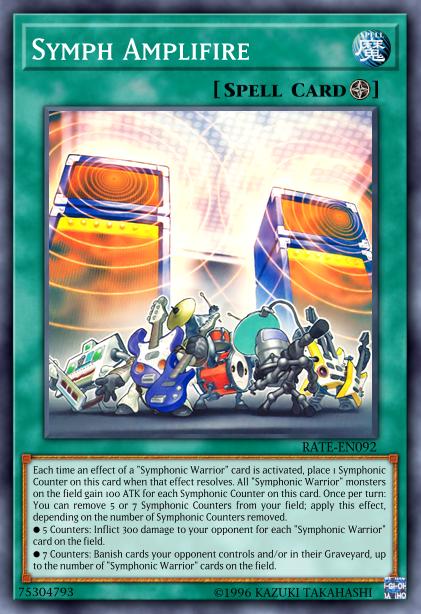 Symph Amplifire
SPELL
魔
[Spell Card]
RATE-EN092
Each time an effect of a "Symphonic Warrior" card is activated, place 1 Symphonic
Counter on this card when that effect resolves. All "Symphonic Warrior" monsters
on the field gain 100 ATK for each Symphonic Counter on this card. Once per turn:
You can remove 5 or 7 Symphonic Counters from your field; apply this effect,
depending on the number of Symphonic Counters removed.
● 5 Counters: Inflict 300 damage to your opponent for each "Symphonic Warrior"
card on the field.
● 7 Counters: Banish cards your opponent controls and/or in their Graveyard, up
to the number of "Symphonic Warrior" cards on the field.
75304793
©1996 KAZUKI TAKAHASHI